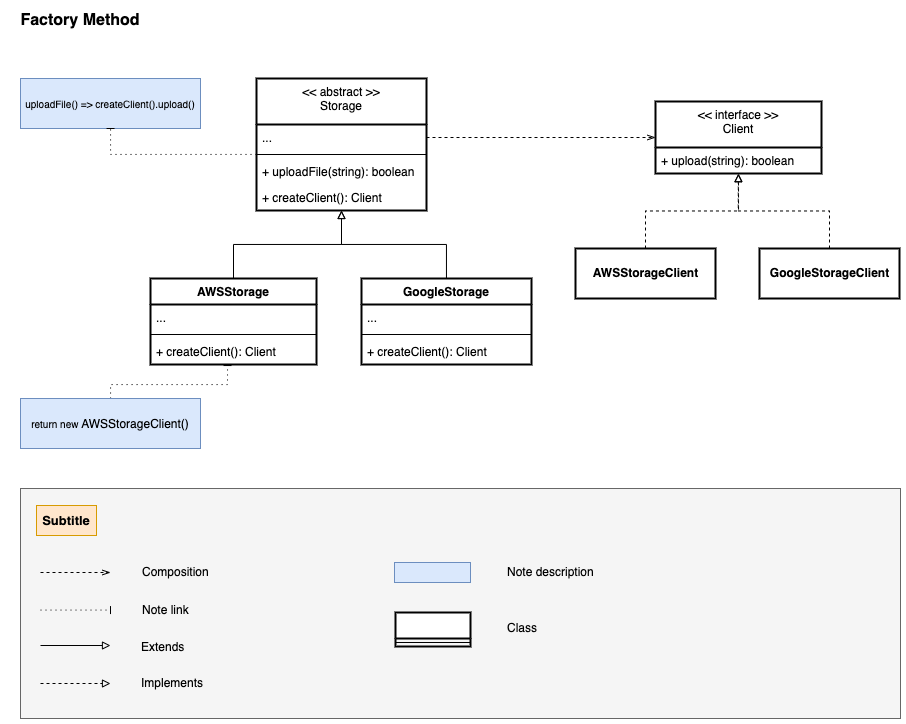 Factory Method
uploadFile() => createClient().upload()
<< abstract >>
Storage
...
+ uploadFile(string): boolean
+ createClient(): Client
<< interface >>
Client
+ upload(string): boolean
AWSStorage
...
+ createClient(): Client
GoogleStorage
...
+ createClient(): Client
AWSStorageClient
GoogleStorageClient
return new AWSStorageClient()
Subtitle
Composition
Note link
Extends
Implements
Note description
Class